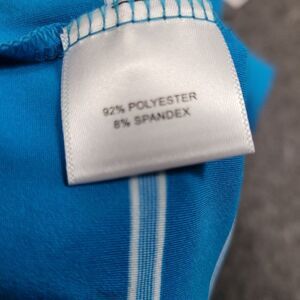 92% POLYESTER
8% SPANDEX